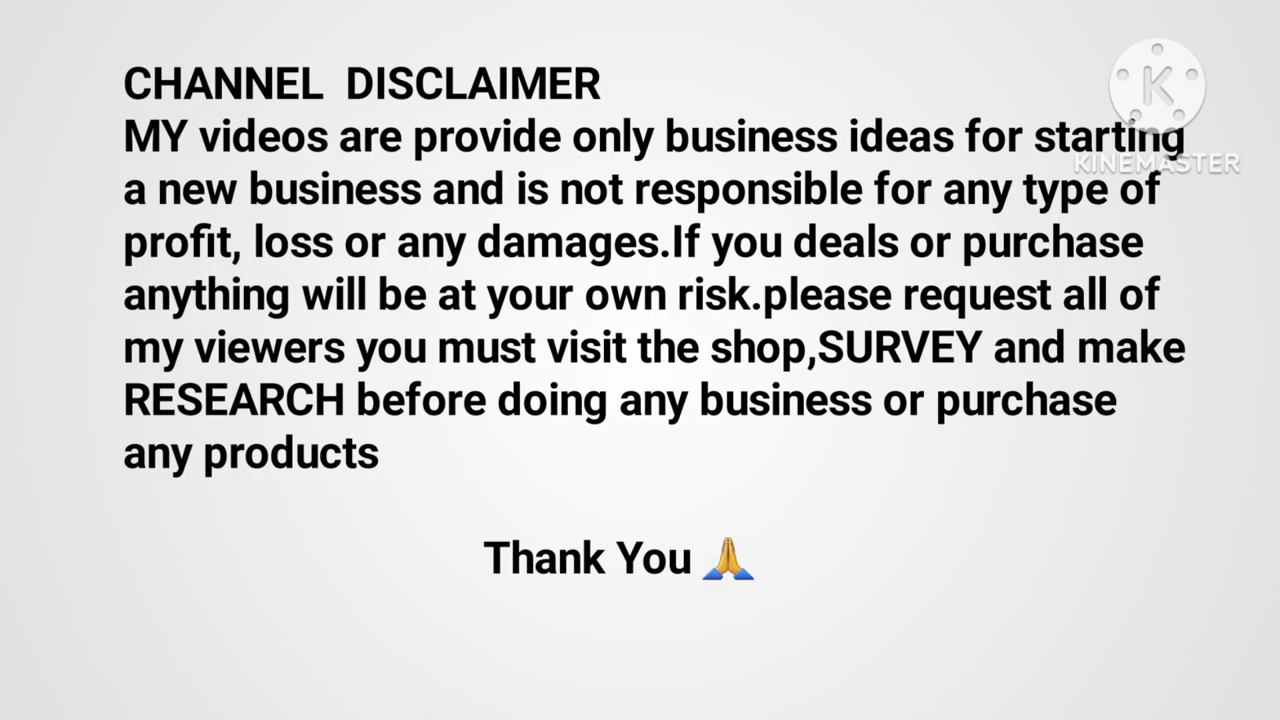 CHANNEL DISCLAIMER
MY videos are provide only business ideas for starting
a new business and is not responsible for any type of
profit, loss or any damages.If you deals or purchase
anything will be at your own risk.please request all of
my viewers you must visit the shop,SURVEY and make
RESEARCH before doing any business or purchase
any products
Thank You 🙏
K
KINEMASTER